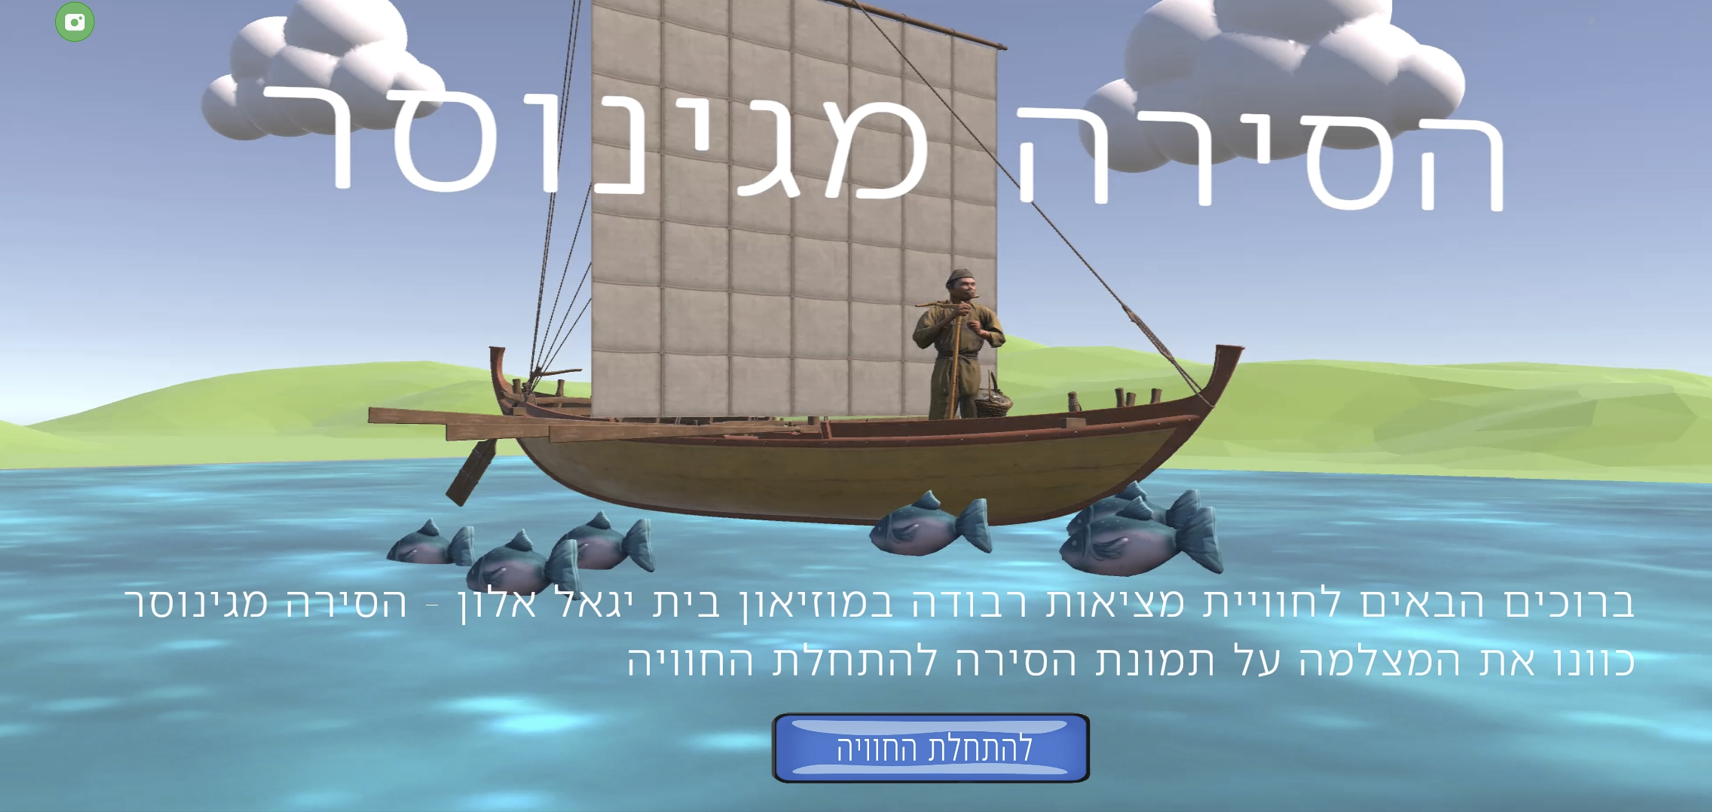 הסירה מגינוסר
ברוכים הבאים לחוויית מציאות רבודה במוזיאון בית יגאל אלון - הסירה מגינוסר
כוונו את המצלמה על תמונת הסירה להתחלת החוויה
להתחלת החוויה